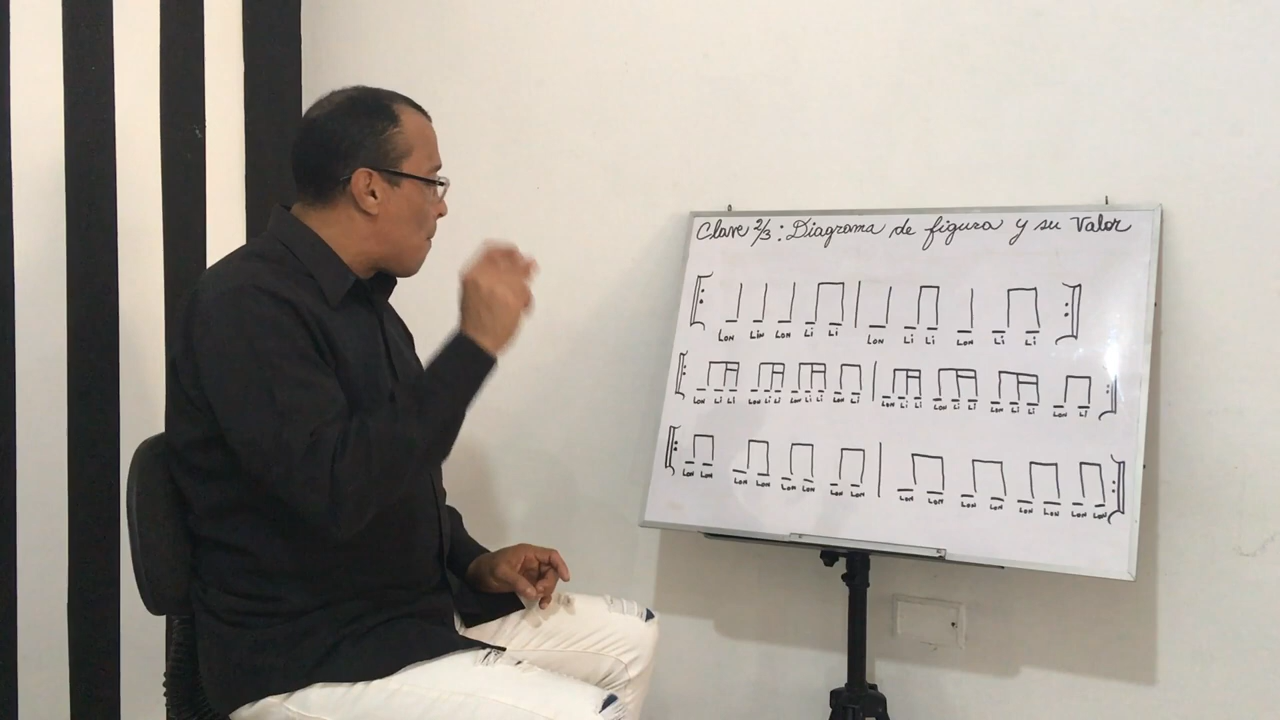 Clave 2/3: Diagrama de figura y su Valor
Lon Lin Lon Li Li Lon Li Li Lon Li Li
Lon Li Li Lon Li Li Lon Li Li Lon Li Lon Li Li Lon Li Li Lon Li Li Lon Li
Lon Lon Lon Lon Lon Lon Lon Lon Lon Lon Lon Lon Lon Lon Lon Lon